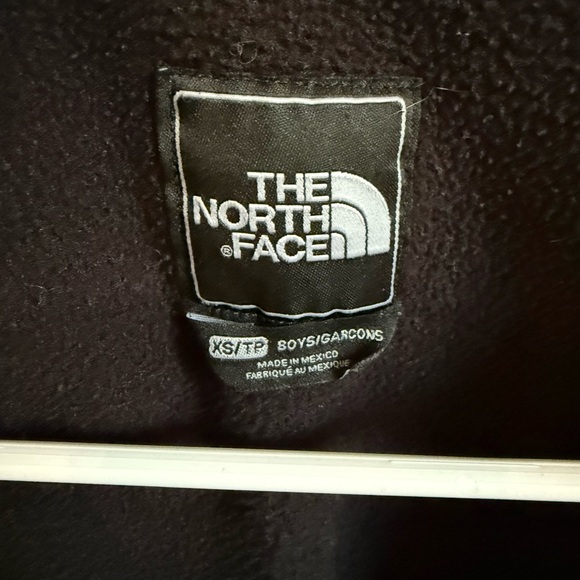 THE
NORTH
®FACE
XS/TP BOYS/GARCONS
MADE IN MEXICO
FABRIQUÉ AU MEXIQUE